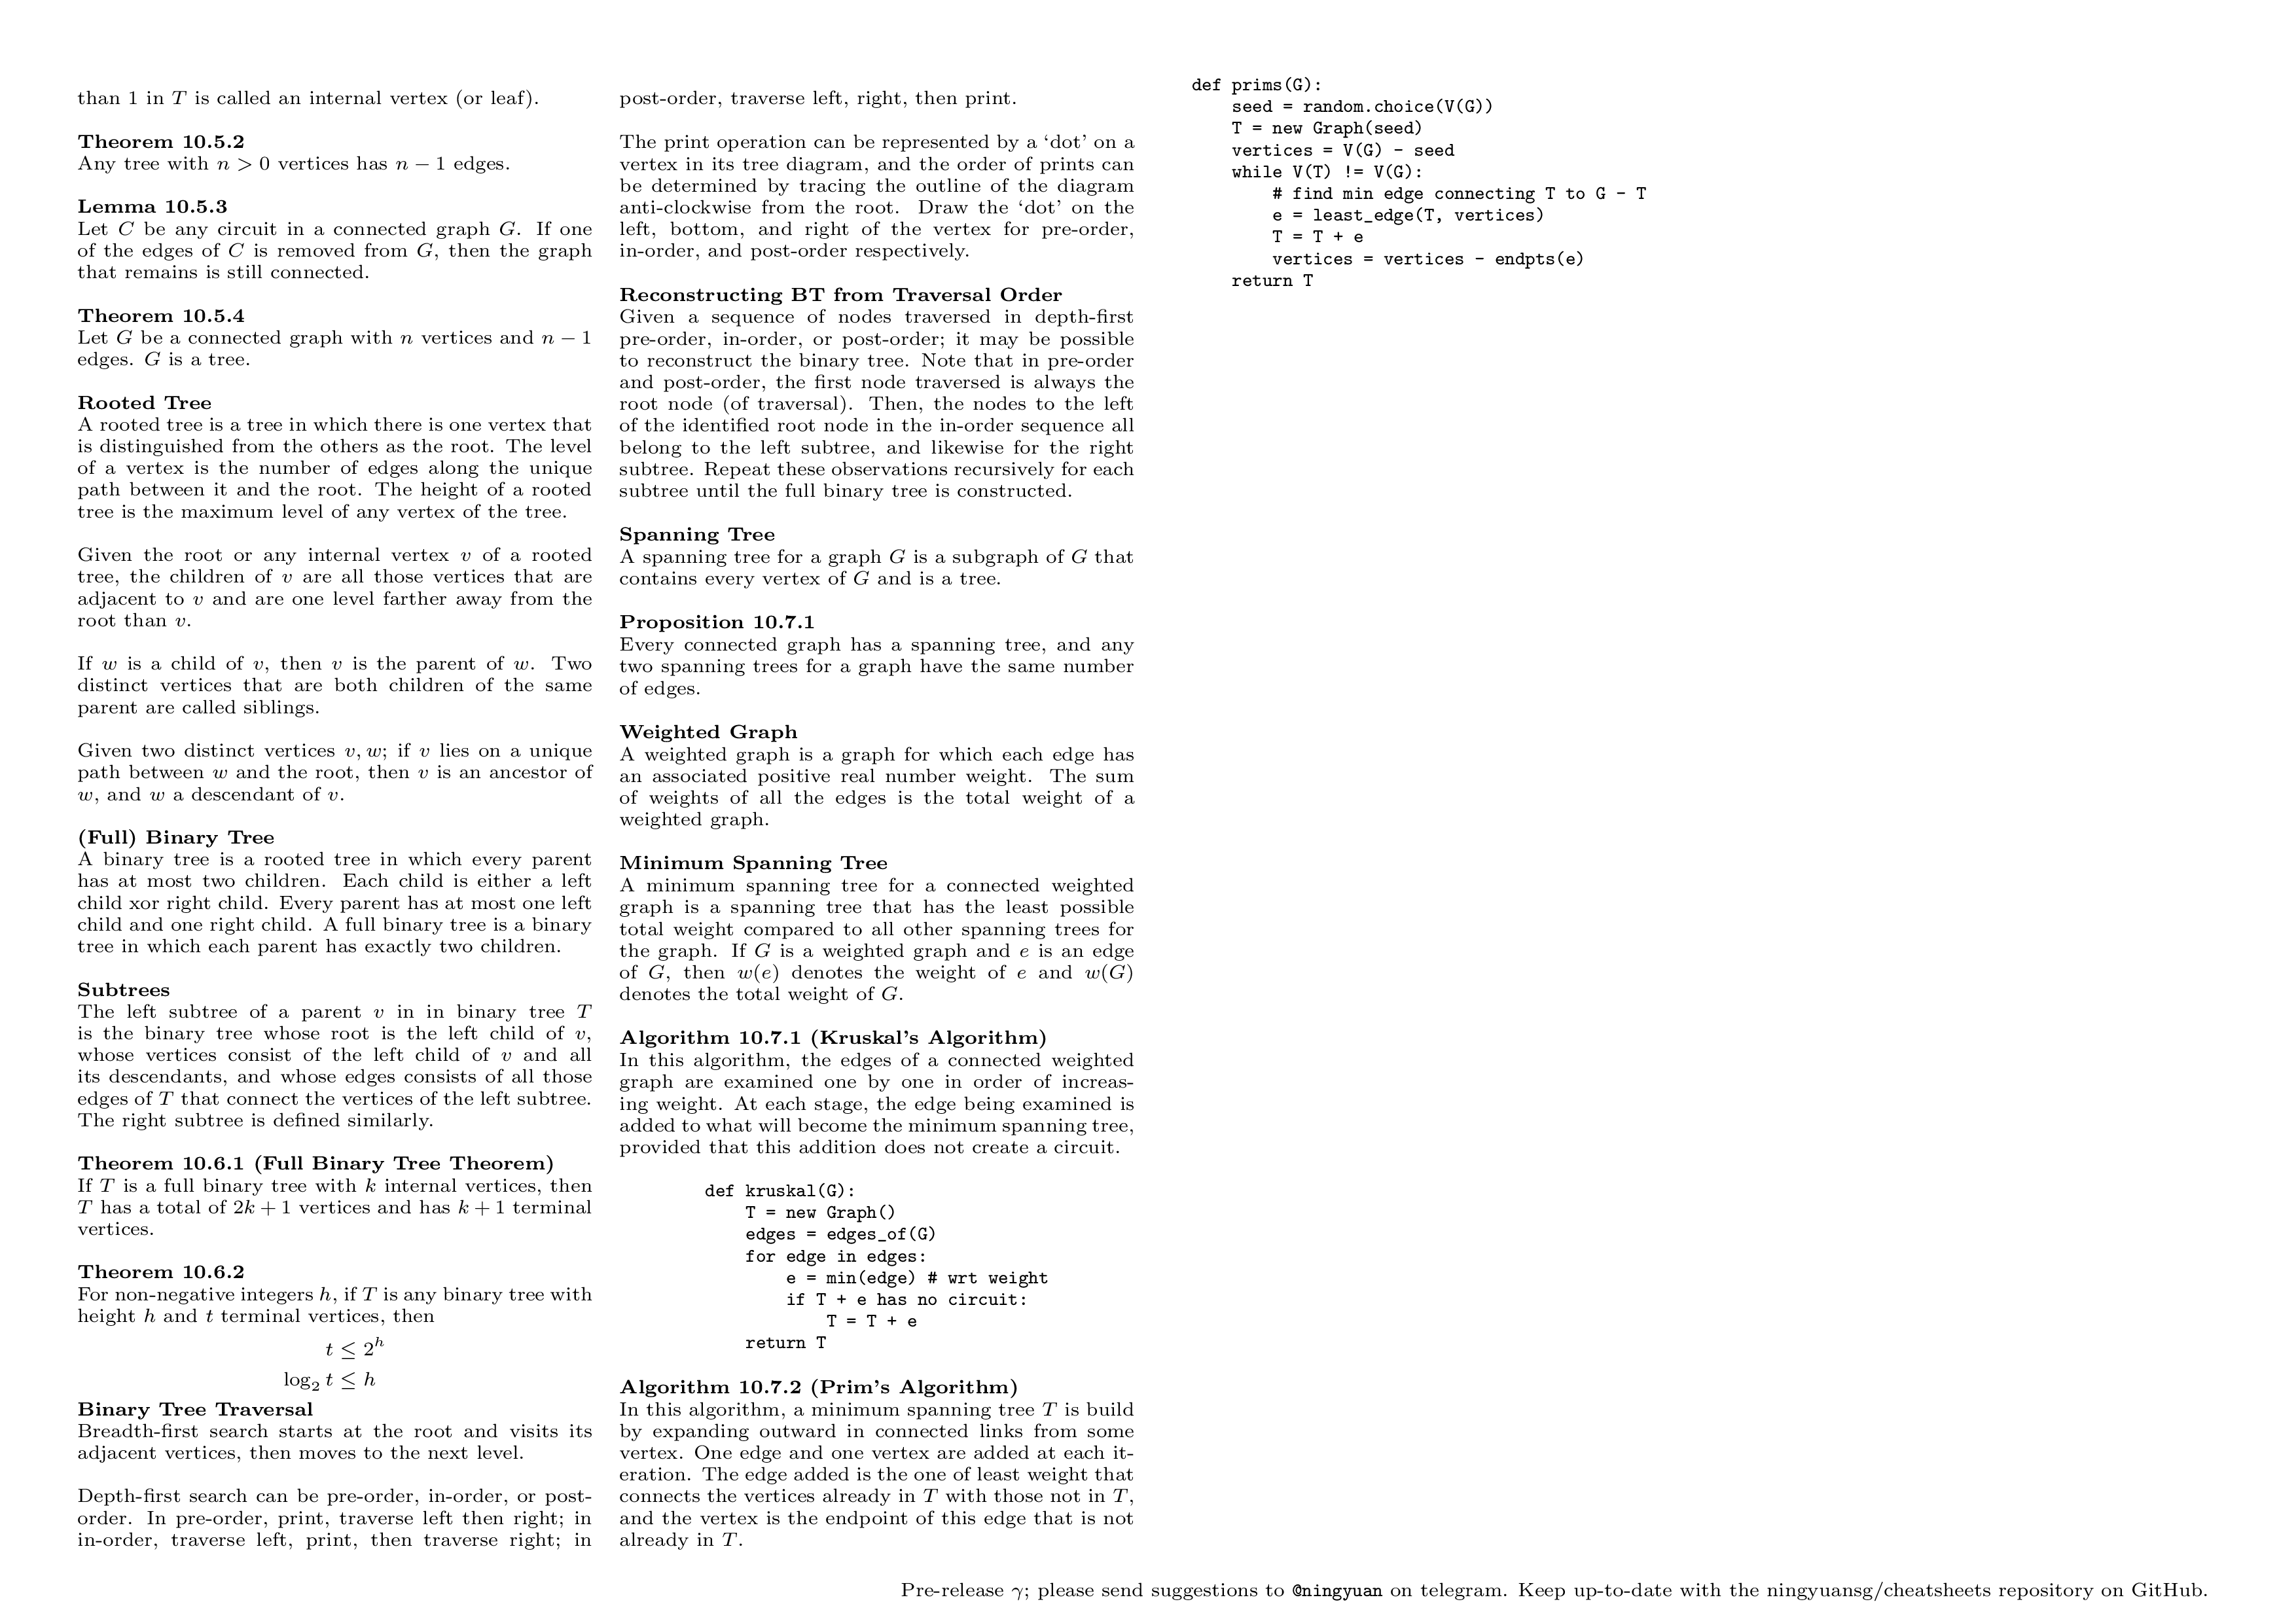 than 1 in T is called an internal vertex (or leaf).
Theorem 10.5.2
Any tree with n > 0 vertices has n − 1 edges.
Lemma 10.5.3
Let C be any circuit in a connected graph G. If one
of the edges of C is removed from G, then the graph
that remains is still connected.
Theorem 10.5.4
Let G be a connected graph with n vertices and n − 1
edges. G is a tree.
Rooted Tree
A rooted tree is a tree in which there is one vertex that
is distinguished from the others as the root. The level
of a vertex is the number of edges along the unique
path between it and the root. The height of a rooted
tree is the maximum level of any vertex of the tree.
Given the root or any internal vertex v of a rooted
tree, the children of v are all those vertices that are
adjacent to v and are one level farther away from the
root than v.
If w is a child of v, then v is the parent of w. Two
distinct vertices that are both children of the same
parent are called siblings.
Given two distinct vertices v, w; if v lies on a unique
path between w and the root, then v is an ancestor of
w, and w a descendant of v.
(Full) Binary Tree
A binary tree is a rooted tree in which every parent
has at most two children. Each child is either a left
child xor right child. Every parent has at most one left
child and one right child. A full binary tree is a binary
tree in which each parent has exactly two children.
Subtrees
The left subtree of a parent v in in binary tree T
is the binary tree whose root is the left child of v,
whose vertices consist of the left child of v and all
its descendants, and whose edges consists of all those
edges of T that connect the vertices of the left subtree.
The right subtree is defined similarly.
Theorem 10.6.1 (Full Binary Tree Theorem)
If T is a full binary tree with k internal vertices, then
T has a total of 2k + 1 vertices and has k + 1 terminal
vertices.
Theorem 10.6.2
For non-negative integers h, if T is any binary tree with
height h and t terminal vertices, then
t ≤ 2^h
log₂ t ≤ h
Binary Tree Traversal
Breadth-first search starts at the root and visits its
adjacent vertices, then moves to the next level.
Depth-first search can be pre-order, in-order, or post-
order. In pre-order, print, traverse left then right; in
in-order, traverse left, print, then traverse right; in
post-order, traverse left, right, then print.
The print operation can be represented by a ‘dot’ on a
vertex in its tree diagram, and the order of prints can
be determined by tracing the outline of the diagram
anti-clockwise from the root. Draw the ‘dot’ on the
left, bottom, and right of the vertex for pre-order,
in-order, and post-order respectively.
Reconstructing BT from Traversal Order
Given a sequence of nodes traversed in depth-first
pre-order, in-order, or post-order; it may be possible
to reconstruct the binary tree. Note that in pre-order
and post-order, the first node traversed is always the
root node (of traversal). Then, the nodes to the left
of the identified root node in the in-order sequence all
belong to the left subtree, and likewise for the right
subtree. Repeat these observations recursively for each
subtree until the full binary tree is constructed.
Spanning Tree
A spanning tree for a graph G is a subgraph of G that
contains every vertex of G and is a tree.
Proposition 10.7.1
Every connected graph has a spanning tree, and any
two spanning trees for a graph have the same number
of edges.
Weighted Graph
A weighted graph is a graph for which each edge has
an associated positive real number weight. The sum
of weights of all the edges is the total weight of a
weighted graph.
Minimum Spanning Tree
A minimum spanning tree for a connected weighted
graph is a spanning tree that has the least possible
total weight compared to all other spanning trees for
the graph. If G is a weighted graph and e is an edge
of G, then w(e) denotes the weight of e and w(G)
denotes the total weight of G.
Algorithm 10.7.1 (Kruskal's Algorithm)
In this algorithm, the edges of a connected weighted
graph are examined one by one in order of increas-
ing weight. At each stage, the edge being examined is
added to what will become the minimum spanning tree,
provided that this addition does not create a circuit.
def kruskal(G):
    T = new Graph()
    edges = edges_of(G)
    for edge in edges:
        e = min(edge) # wrt weight
        if T + e has no circuit:
            T = T + e
    return T
Algorithm 10.7.2 (Prim's Algorithm)
In this algorithm, a minimum spanning tree T is build
by expanding outward in connected links from some
vertex. One edge and one vertex are added at each it-
eration. The edge added is the one of least weight that
connects the vertices already in T with those not in T,
and the vertex is the endpoint of this edge that is not
already in T.
def prims(G):
    seed = random.choice(V(G))
    T = new Graph(seed)
    vertices = V(G) - seed
    while V(T) != V(G):
        # find min edge connecting T to G - T
        e = least_edge(T, vertices)
        T = T + e
        vertices = vertices - endpts(e)
    return T
Pre-release γ; please send suggestions to @ningyuan on telegram. Keep up-to-date with the ningyuansg/cheatsheets repository on GitHub.